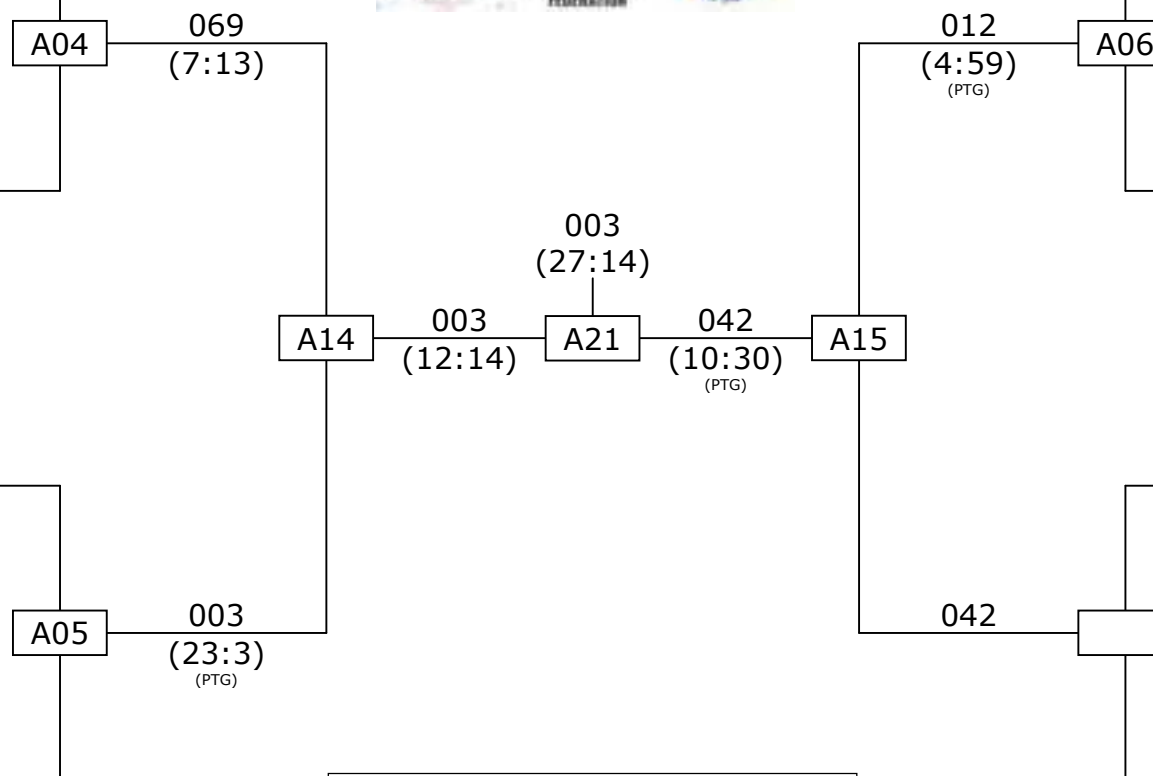 069
012
A04
A06
(7:13)
(4:59)
(PTG)
003
(27:14)
003
042
A14
A21
A15
(12:14)
(10:30)
(PTG)
003
042
A05
(23:3)
(PTG)